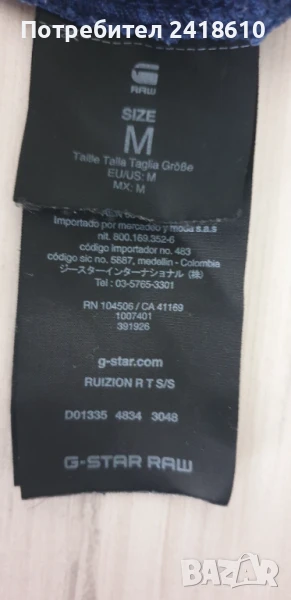 Потребител 2418610
G
RAW
SIZE
M
Taille Talla Taglia Größe
EU/US: M
MX: M
Importado por mercadeo y moda s.a.s
nit. 800.169.352-6
código importador no. 483
código sic no. 5887, medellin - Colombia
ジースターインターナショナル (株)
Tel : 03-5765-3301
RN 104506 / CA 41169
1007401
391926
g-star.com
RUIZION R T S/S
D01335 4834 3048
G-STAR RAW
BAZAR